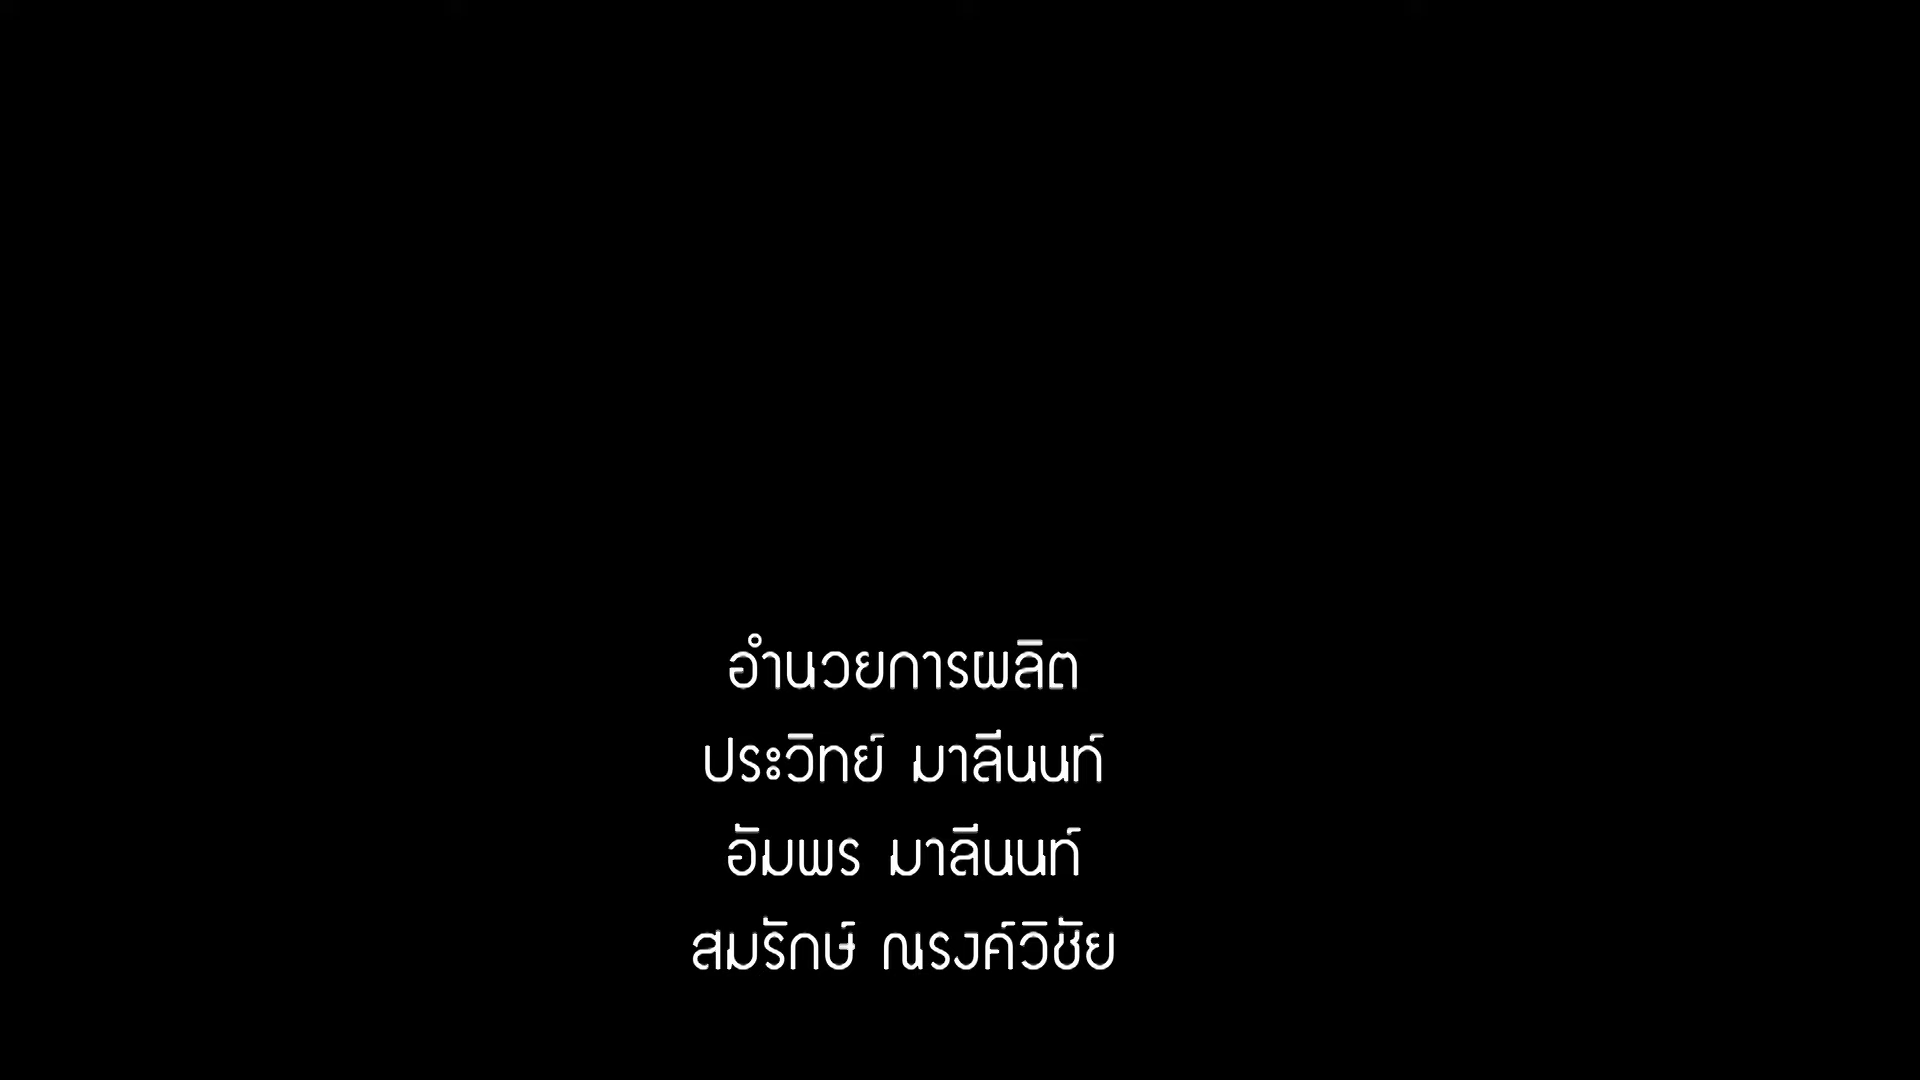 อำนวยการผลิต
ประวิทย์ มาลีนนท์
อัมพร มาลีนนท์
สมรักษ์ ณรงค์วิชัย